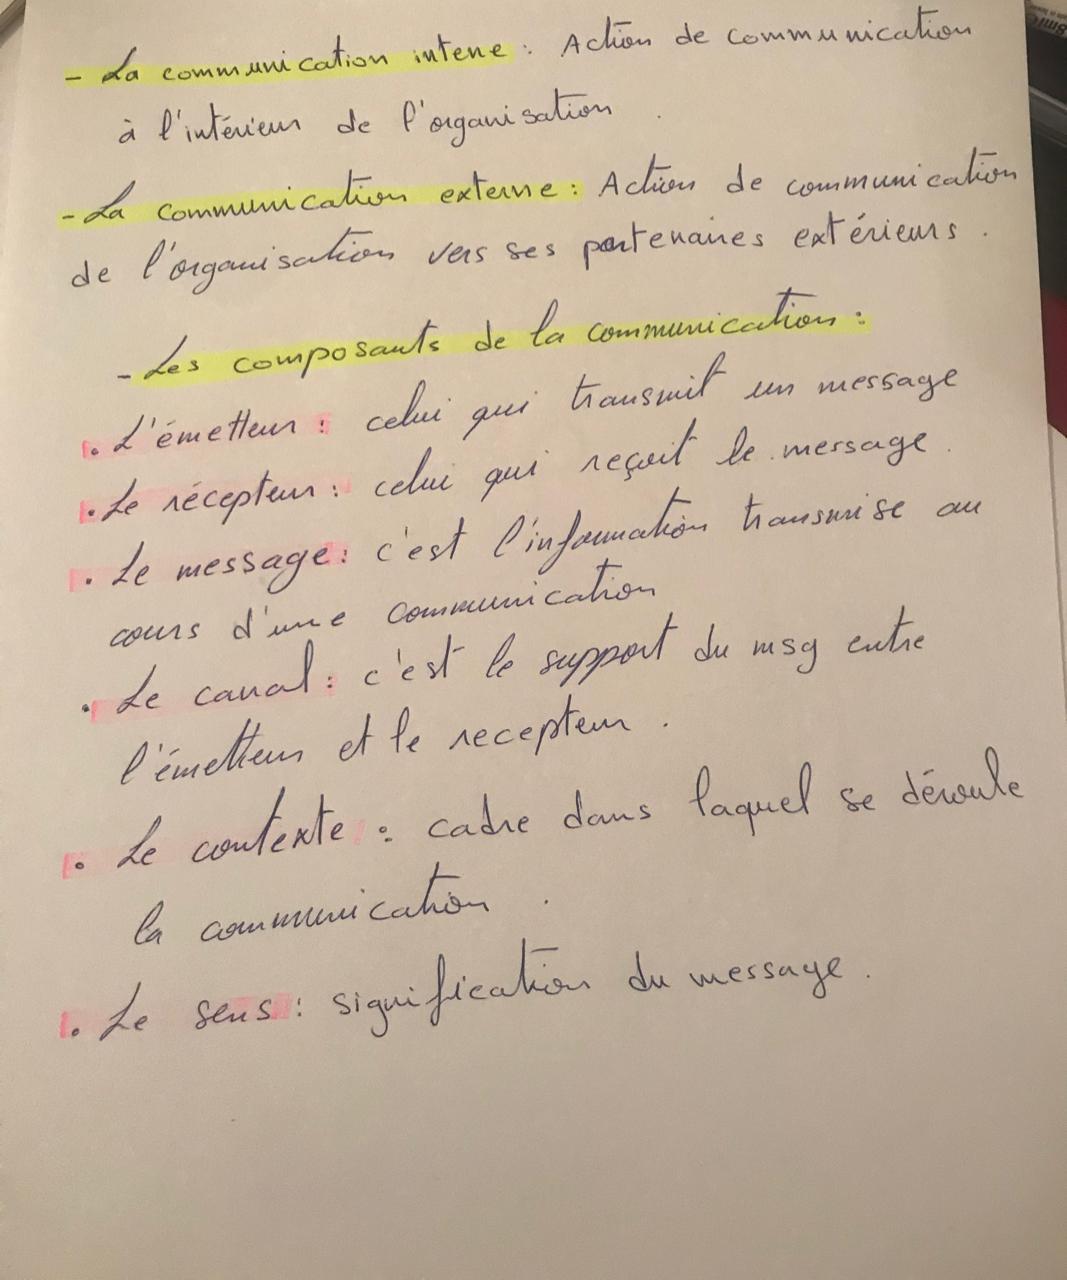 - La communication intene : Action de communication
à l'intérieur de l'organisation .
- La communication externe : Action de communication
de l'organisation vers ses partenaires extérieurs .
- Les composants de la communication :
. L'émetteur : celui qui transmit un message
. Le récepteur : celui qui reçoit le message .
. Le message : c'est l'information transmise au
cours d'une communication
. Le canal : c'est le support du msg entre
l'émetteur et le recepteur .
. Le contexte : cadre dans laquel se déroule
la communication .
. Le sens : signification du message .